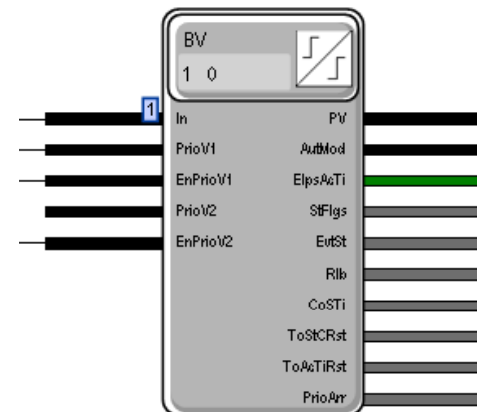 BV
1 0
1
In PV
PrioV1 AutMod
EnPrioV1 ElpsAcTi
PrioV2 StFlgs
EnPrioV2 EvtSt
Rlb
CoSTi
ToStCRst
ToAcTiRst
PrioArr